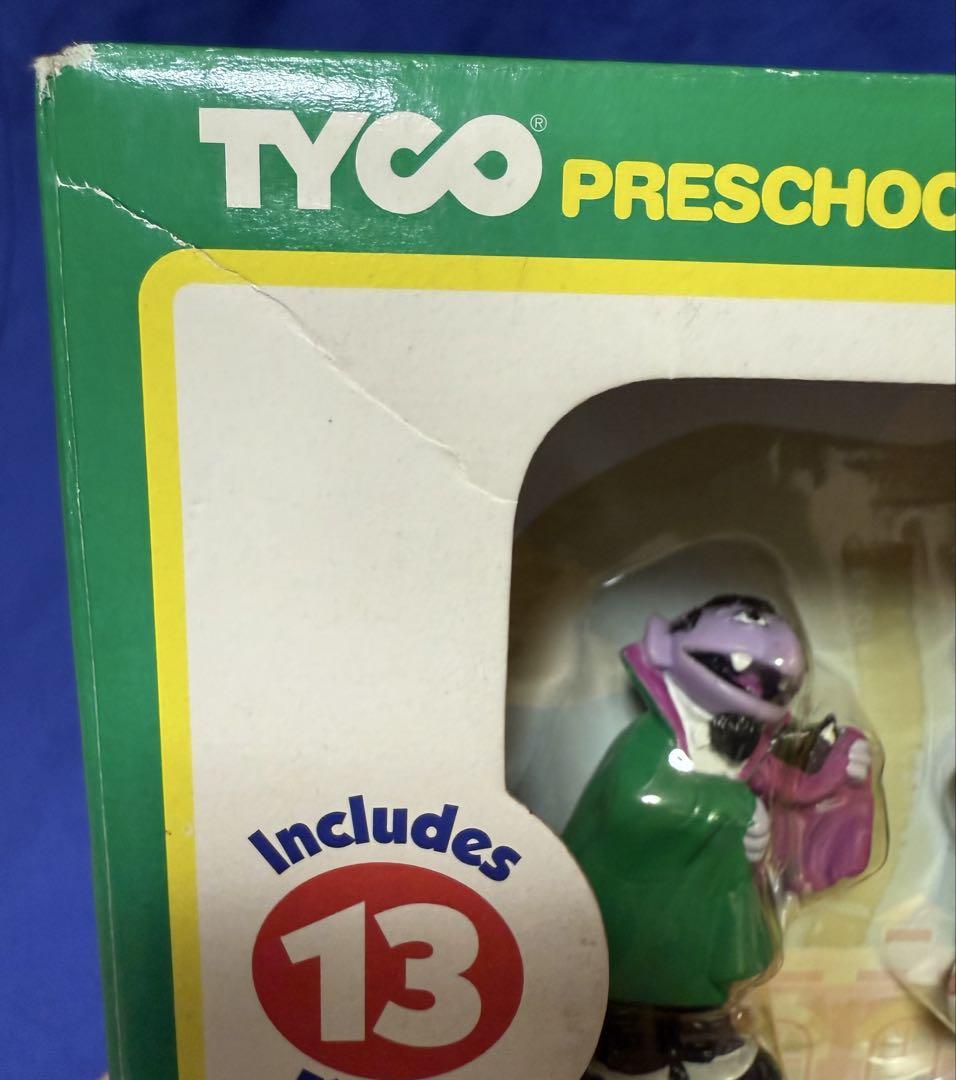 TYCO® PRESCHOO
Includes
13